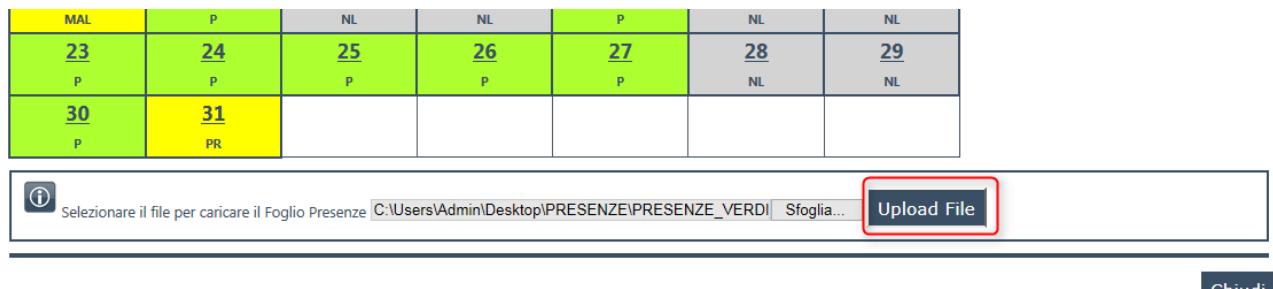 MAL P NL NL P NL NL
23 24 25 26 27 28 29
P P P P P NL NL
30 31
P PR
Selezionare il file per caricare il Foglio Presenze C:\Users\Admin\Desktop\PRESENZE\PRESENZE_VERDI Sfoglia... Upload File
Chiudi